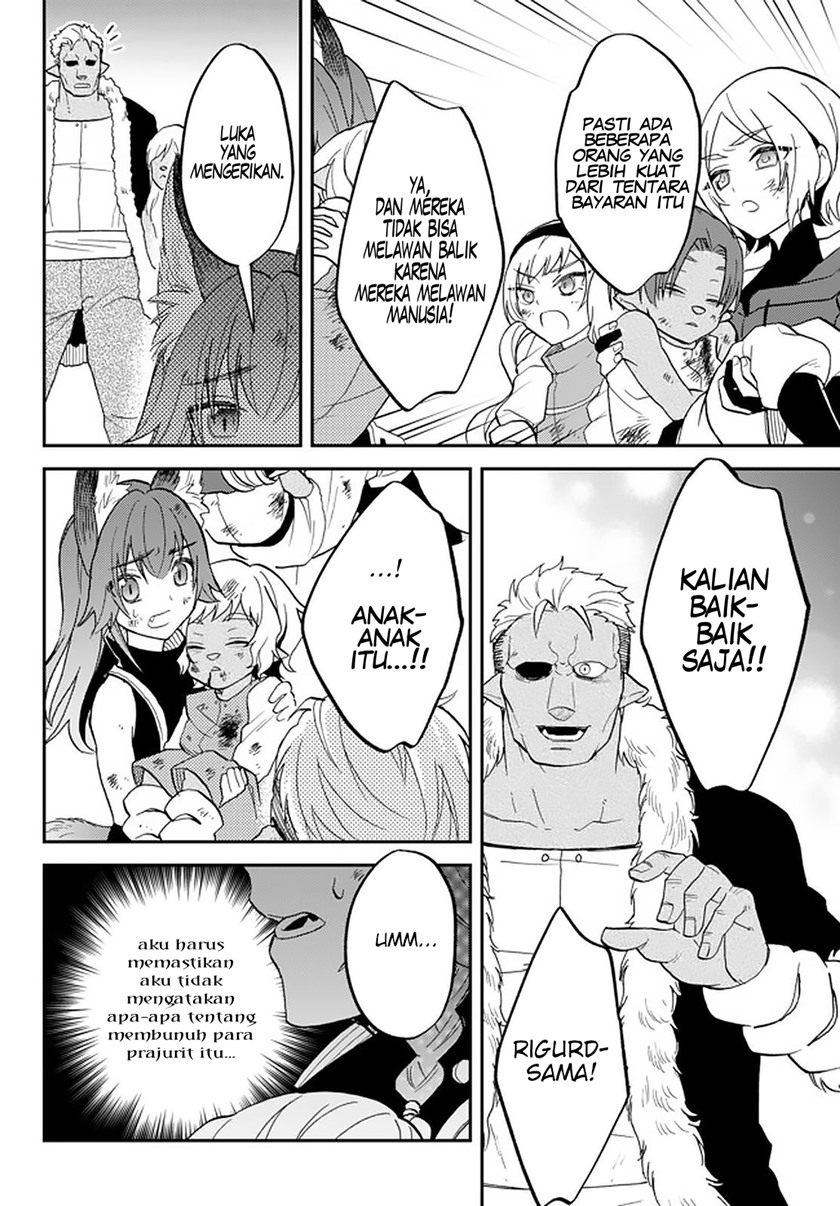 PASTI ADA
BEBERAPA
ORANG YANG
LEBIH KUAT
DARI TENTARA
BAYARAN ITU
YA,
DAN MEREKA
TIDAK BISA
MELAWAN BALIK
KARENA
MEREKA MELAWAN
MANUSIA!
LUKA
YANG
MENGERIKAN.
KALIAN
BAIK-
BAIK
SAJA!!
RIGURD-
SAMA!
...!
ANAK-
ANAK
ITU...!!
UMM...
aku harus
memastikan
aku tidak
mengatakan
apa-apa tentang
membunuh para
prajurit itu...